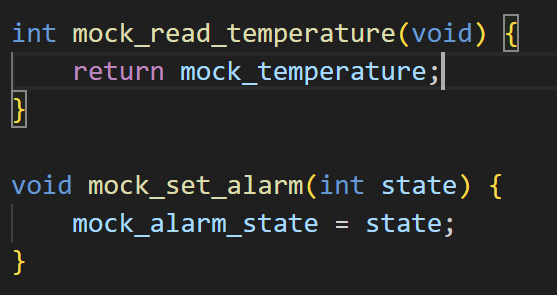 int mock_read_temperature(void) {
    return mock_temperature;
}

void mock_set_alarm(int state) {
    mock_alarm_state = state;
}